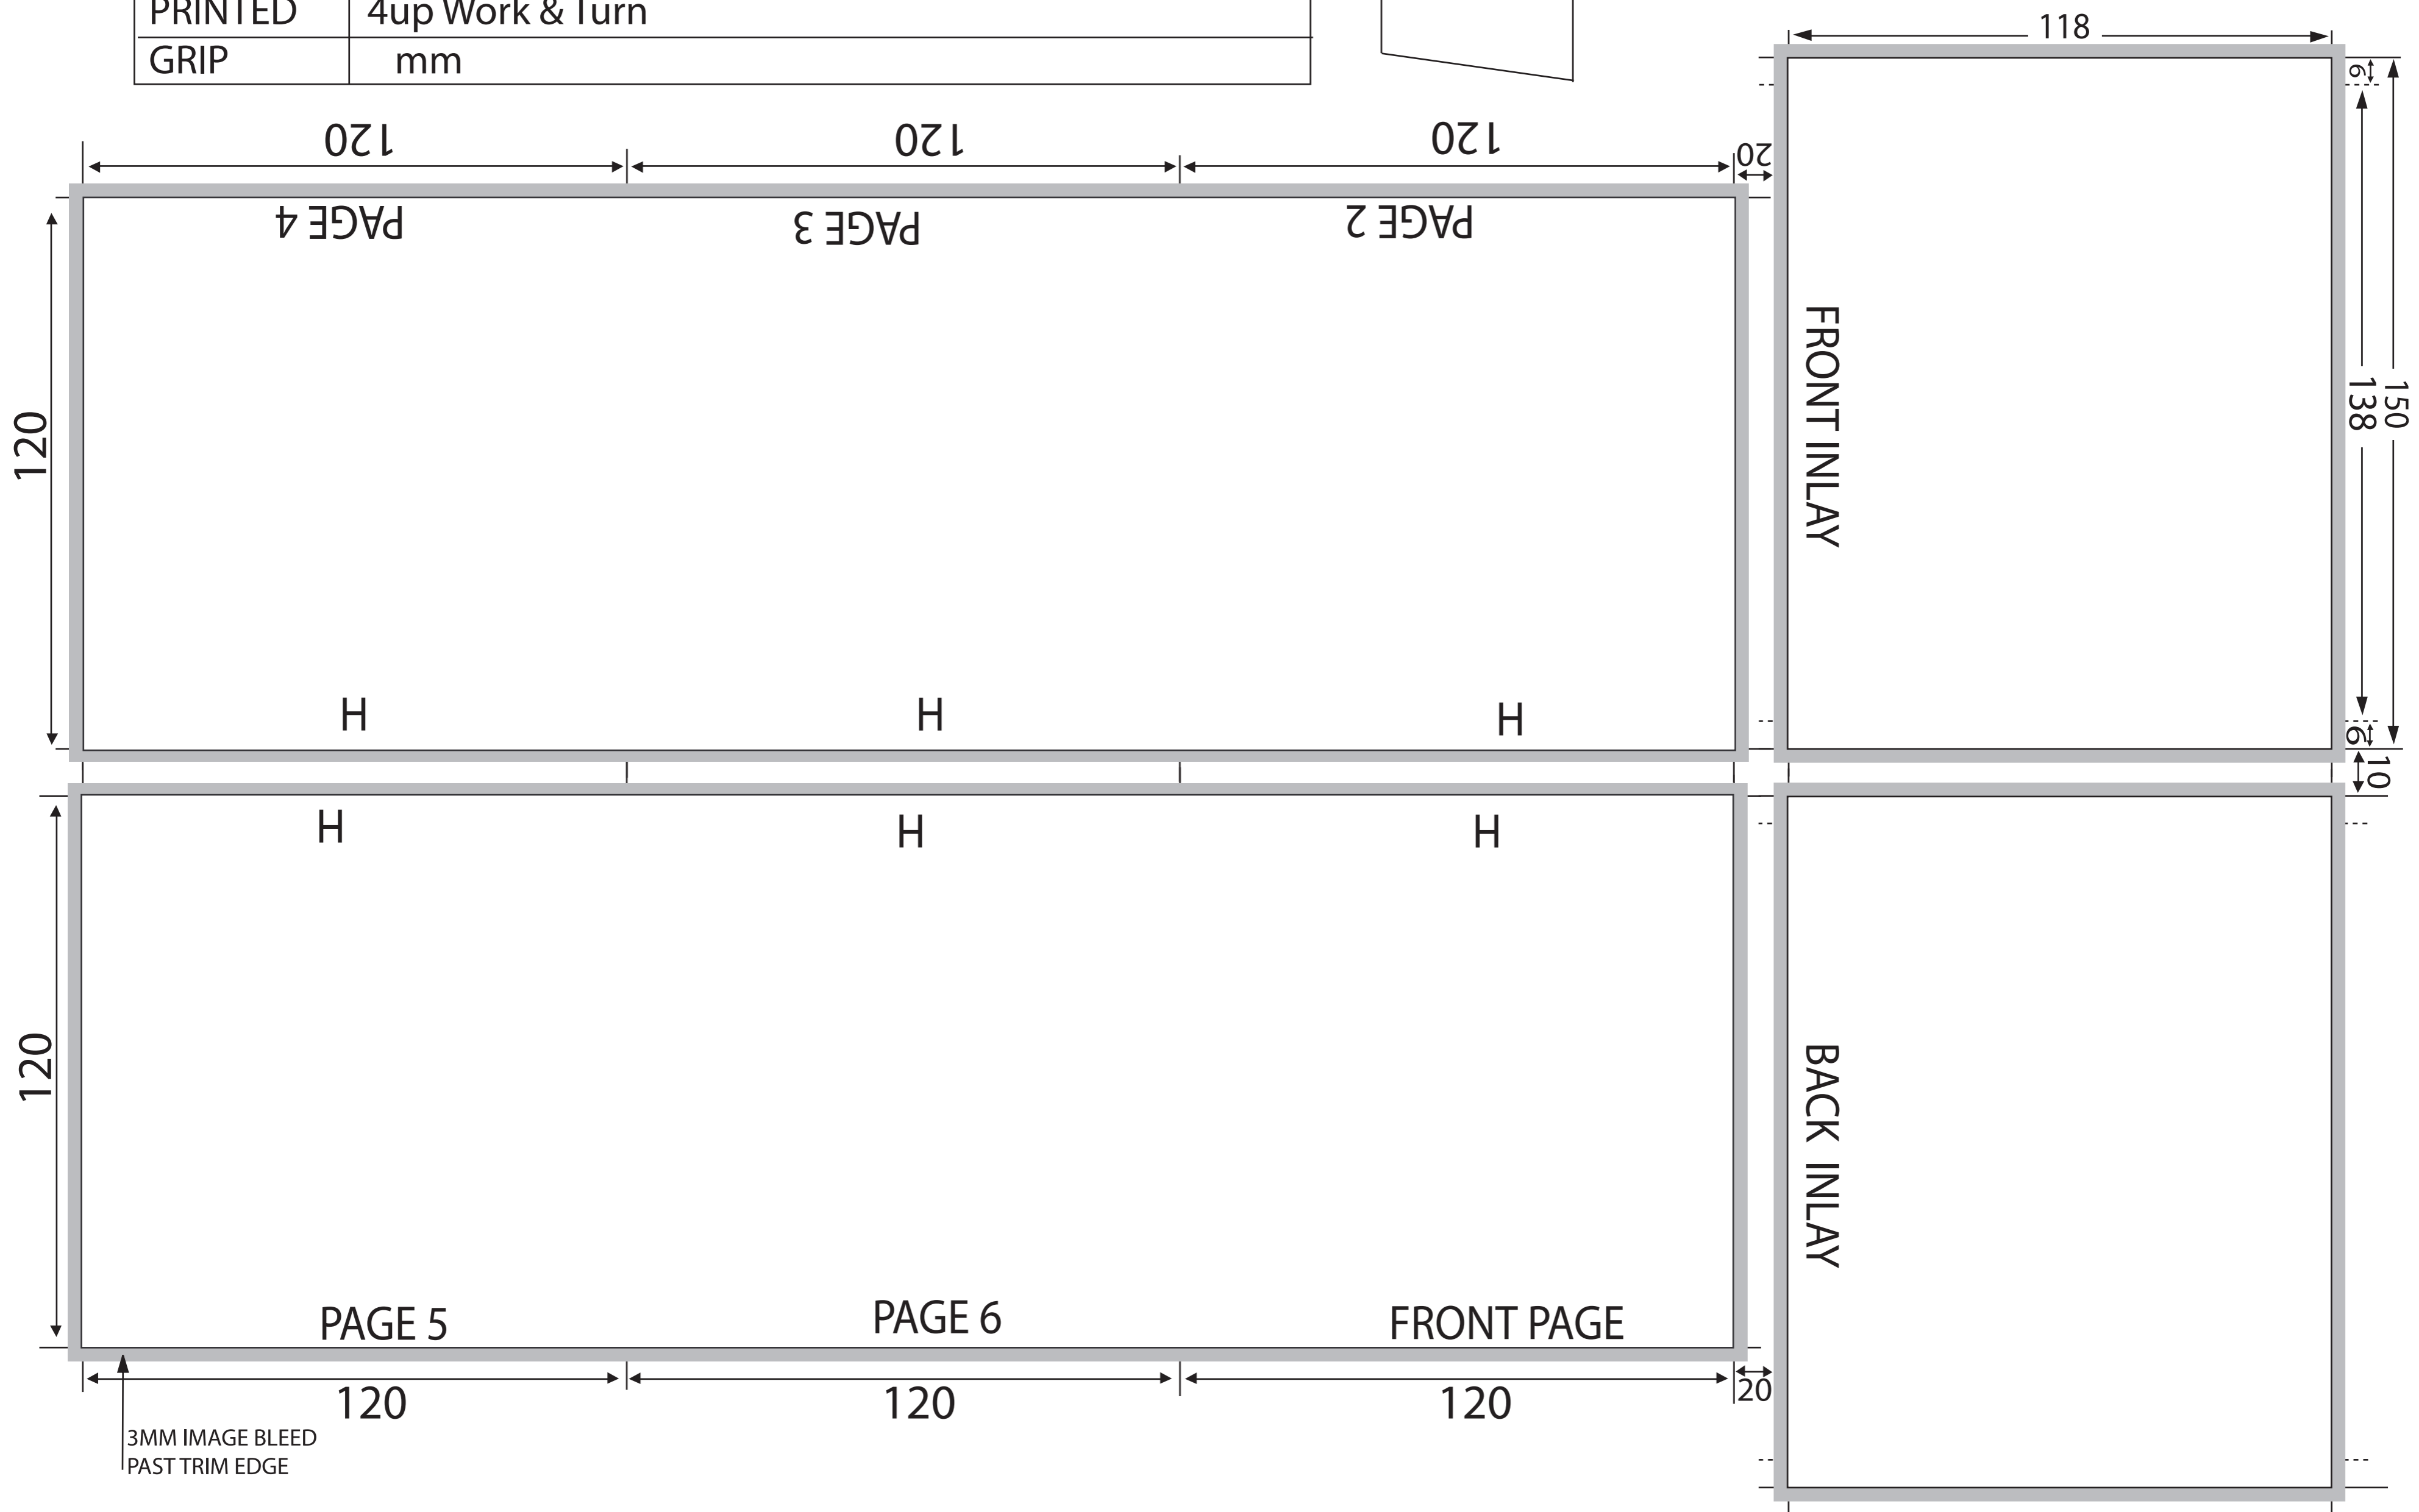 PRINTED 4up Work & Turn
GRIP mm
118
6
120 120 120 20
PAGE 4 PAGE 3 PAGE 2
120
FRONT INLAY
138
150
H H H
6
10
H H H
120
BACK INLAY
PAGE 5 PAGE 6 FRONT PAGE
120 120 120 20
3MM IMAGE BLEED
PAST TRIM EDGE